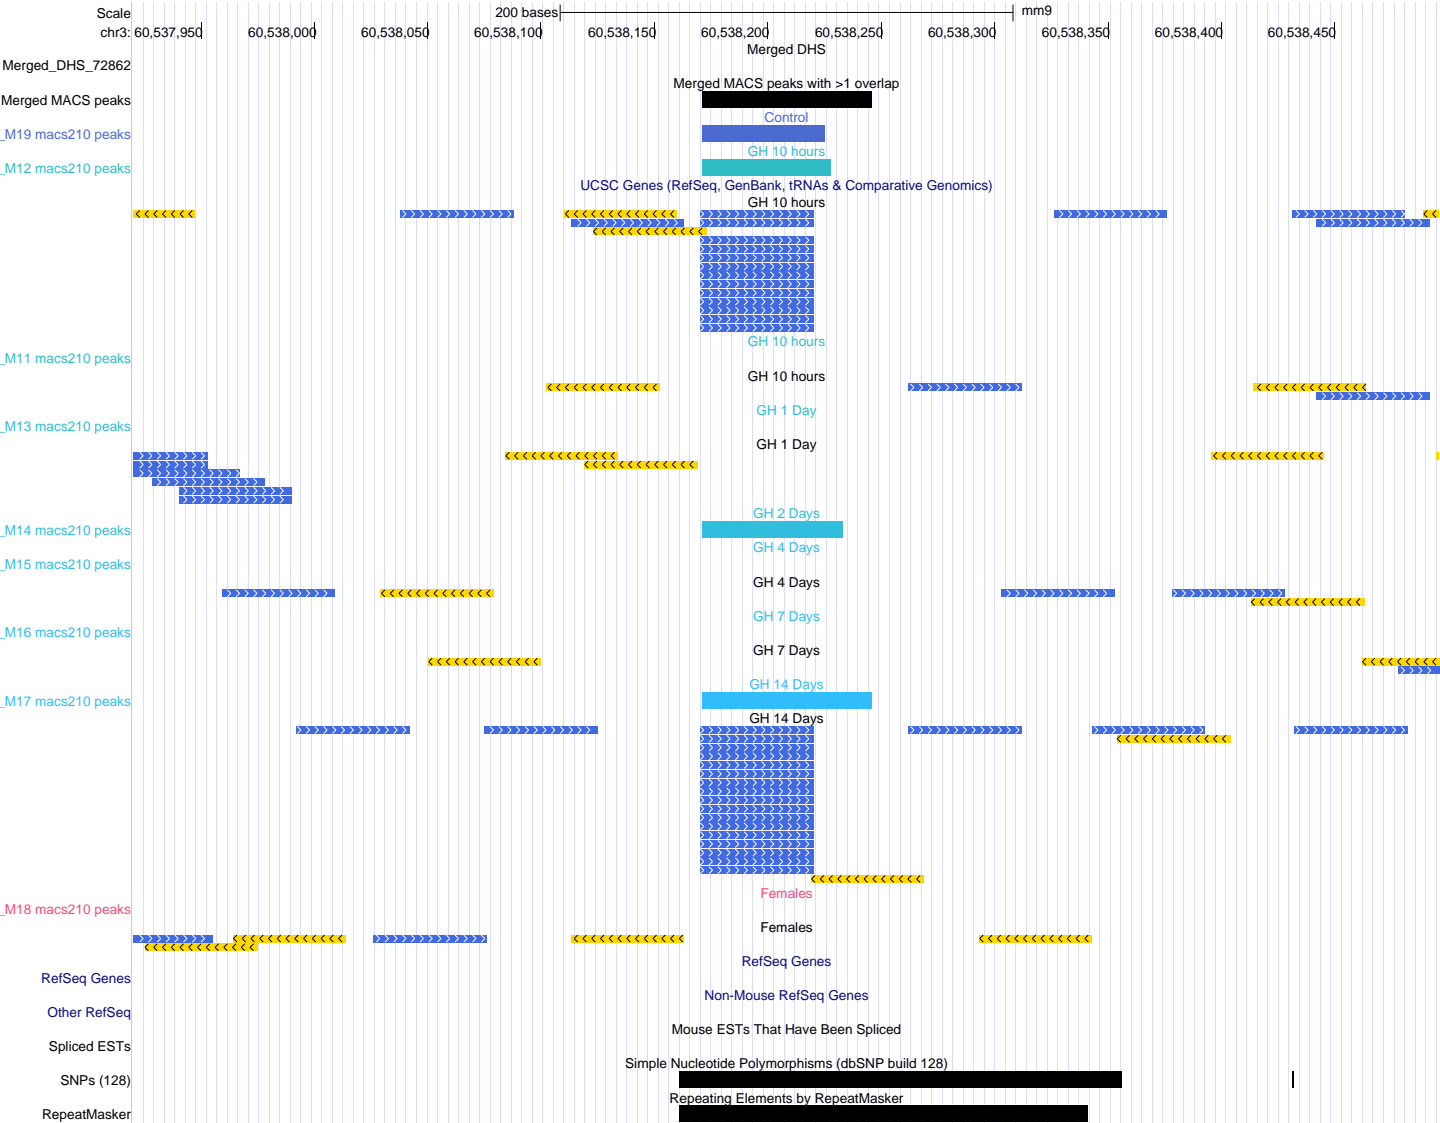 Scale 200 bases mm9
chr3: 60,537,950 60,538,000 60,538,050 60,538,100 60,538,150 60,538,200 60,538,250 60,538,300 60,538,350 60,538,400 60,538,450
Merged DHS
Merged_DHS_72862
Merged MACS peaks with >1 overlap
Merged MACS peaks
Control
_M19 macs210 peaks
GH 10 hours
_M12 macs210 peaks
UCSC Genes (RefSeq, GenBank, tRNAs & Comparative Genomics)
GH 10 hours
GH 10 hours
_M11 macs210 peaks
GH 10 hours
GH 1 Day
_M13 macs210 peaks
GH 1 Day
GH 2 Days
_M14 macs210 peaks
GH 4 Days
_M15 macs210 peaks
GH 4 Days
GH 7 Days
_M16 macs210 peaks
GH 7 Days
GH 14 Days
_M17 macs210 peaks
GH 14 Days
Females
_M18 macs210 peaks
Females
RefSeq Genes
RefSeq Genes
Non-Mouse RefSeq Genes
Other RefSeq
Mouse ESTs That Have Been Spliced
Spliced ESTs
Simple Nucleotide Polymorphisms (dbSNP build 128)
SNPs (128)
Repeating Elements by RepeatMasker
RepeatMasker